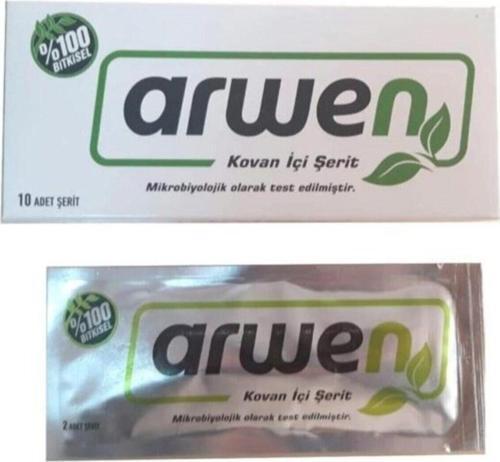 %100
BİTKİSEL
arwen
Kovan İçi Şerit
Mikrobiyolojik olarak test edilmiştir.
10 ADET ŞERİT
%100
BİTKİSEL
arwen
Kovan İçi Şerit
Mikrobiyolojik olarak test edilmiştir.
2 ADET ŞERİT